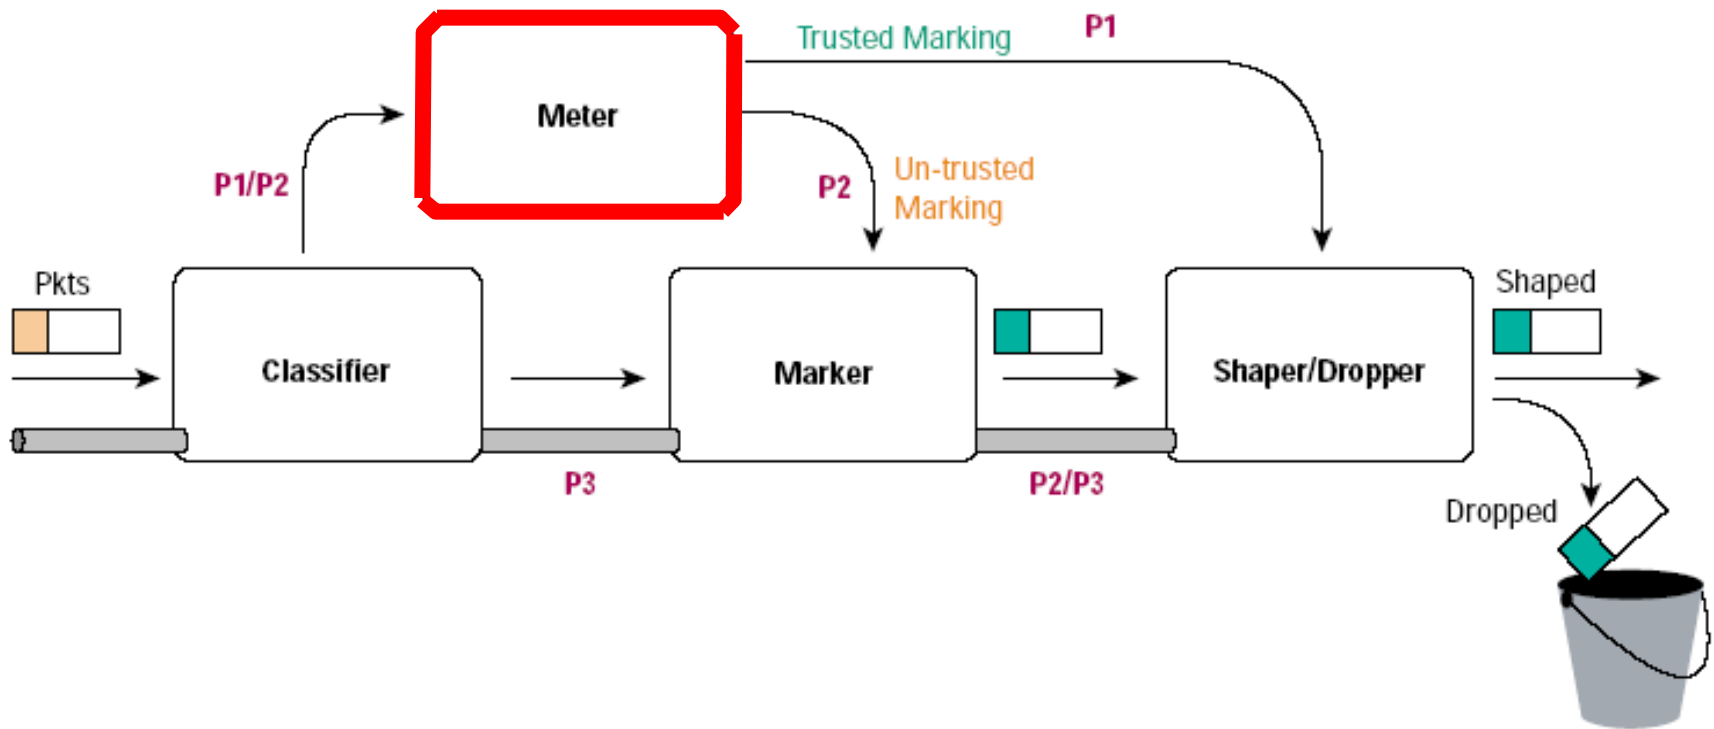 Trusted Marking
P1
Meter
P1/P2
P2
Un-trusted
Marking
Pkts
Shaped
Classifier
Marker
Shaper/Dropper
P3
P2/P3
Dropped